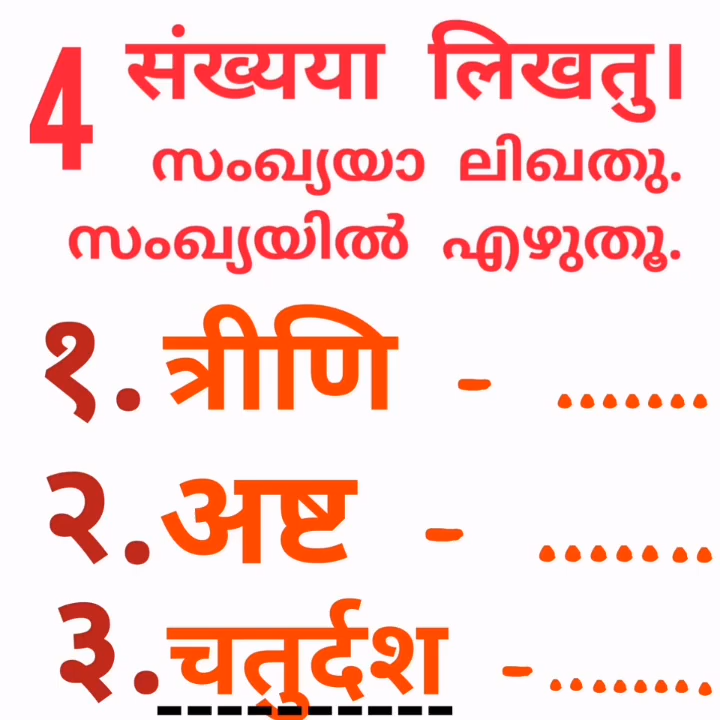 4 संख्यया लिखतु।
സംഖ്യയാ ലിഖതു.
സംഖ്യയിൽ എഴുതൂ.
१. त्रीणि - .......
२. अष्ट - .......
३. चतुर्दश - .......